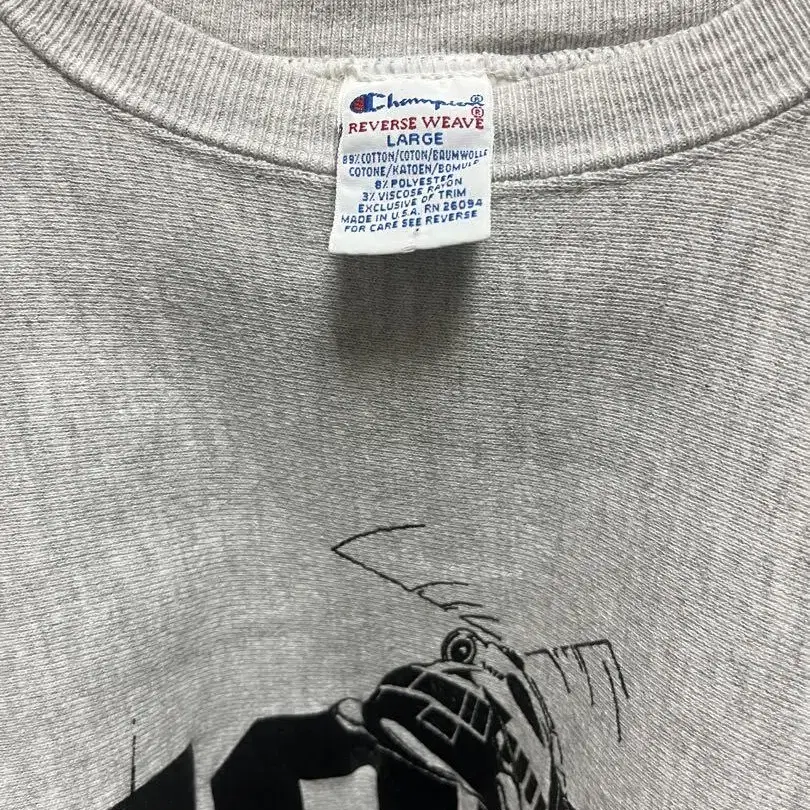 Champion®
REVERSE WEAVE®
LARGE
89% COTTON/COTON/BAUMWOLLE
COTONE/KATOEN/BOMULL
8% POLYESTER
3% VISCOSE RAYON
EXCLUSIVE OF TRIM
MADE IN U.S.A. RN 26094
FOR CARE SEE REVERSE